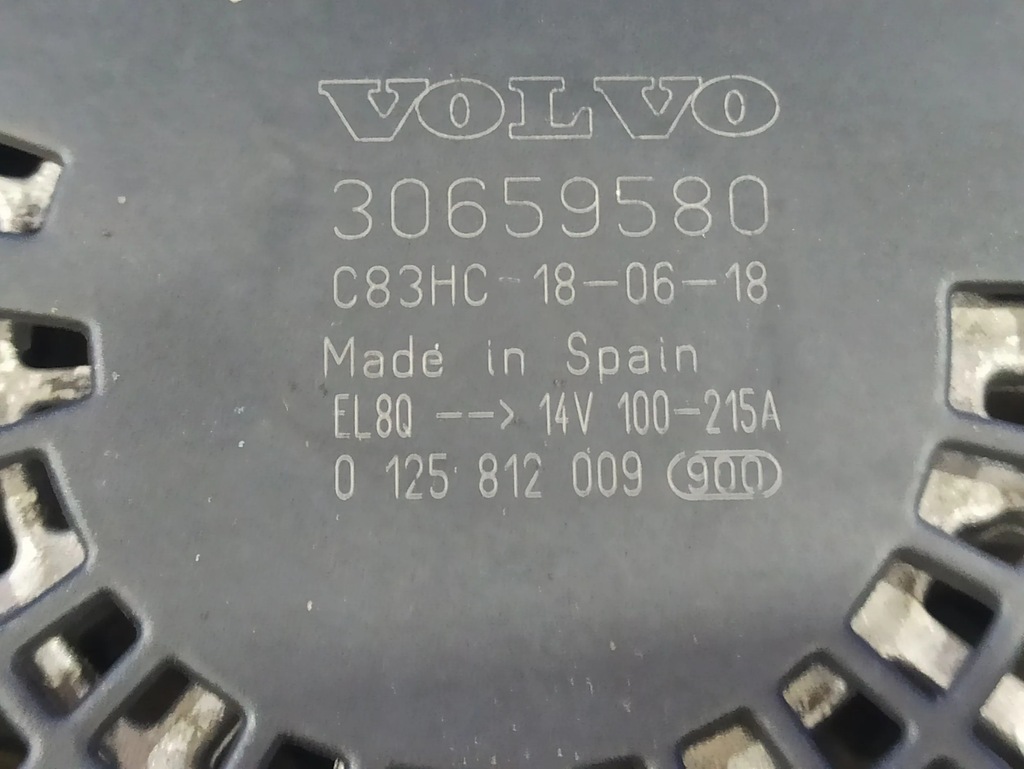 VOLVO
30659580
C83HC-18-06-18
Made in Spain
EL8Q --> 14V 100-215A
0 125 812 009 900